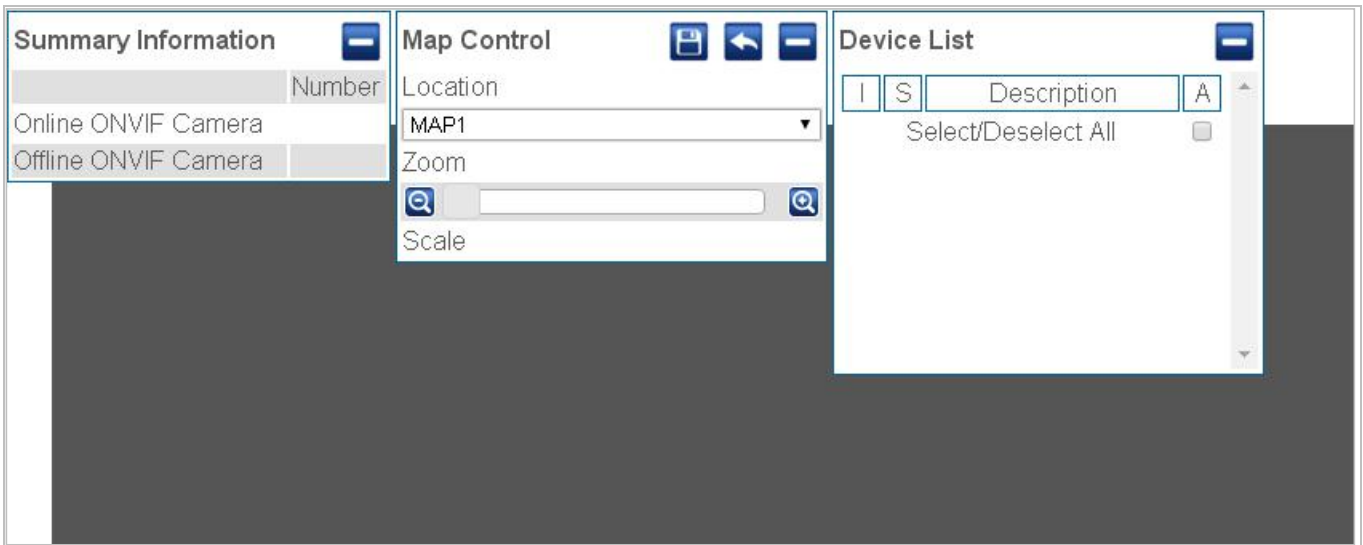 Summary Information
Number
Online ONVIF Camera
Offline ONVIF Camera
Map Control
Location
MAP1
Zoom
Scale
Device List
I S Description A
Select/Deselect All